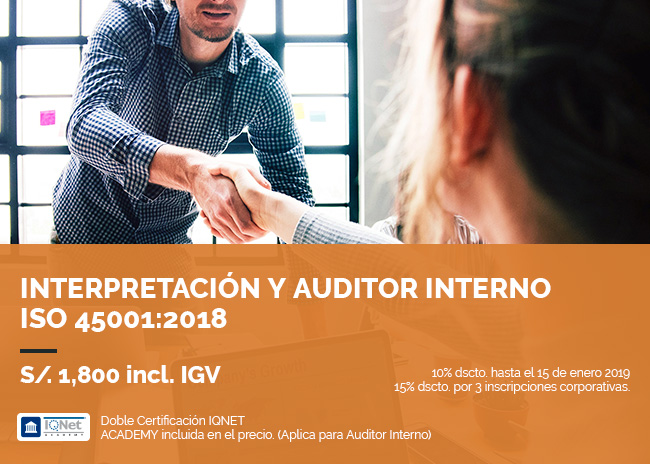 INTERPRETACIÓN Y AUDITOR INTERNO
ISO 45001:2018
S/. 1,800 incl. IGV
10% dscto. hasta el 15 de enero 2019
15% dscto. por 3 inscripciones corporativas.
IQNet
ACADEMY
Doble Certificación IQNET
ACADEMY incluida en el precio. (Aplica para Auditor Interno)